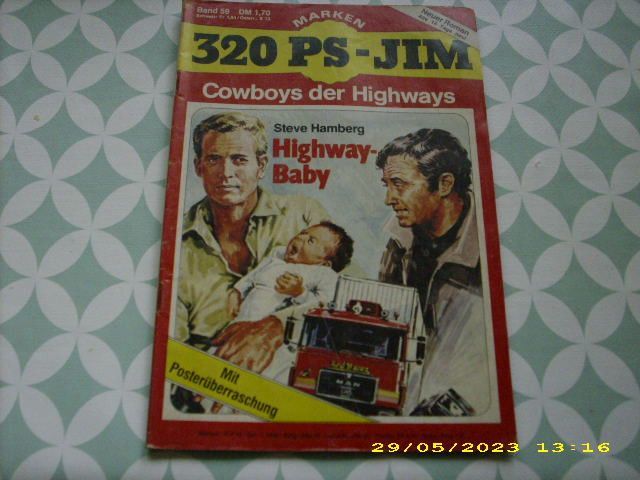 Band 59 DM 1,70
MARKEN
Neuer Roman
320 PS-JIM
Cowboys der Highways
Steve Hamberg
Highway-
Baby
MAN
Mit
Posterüberraschung
29/05/2023 13:16